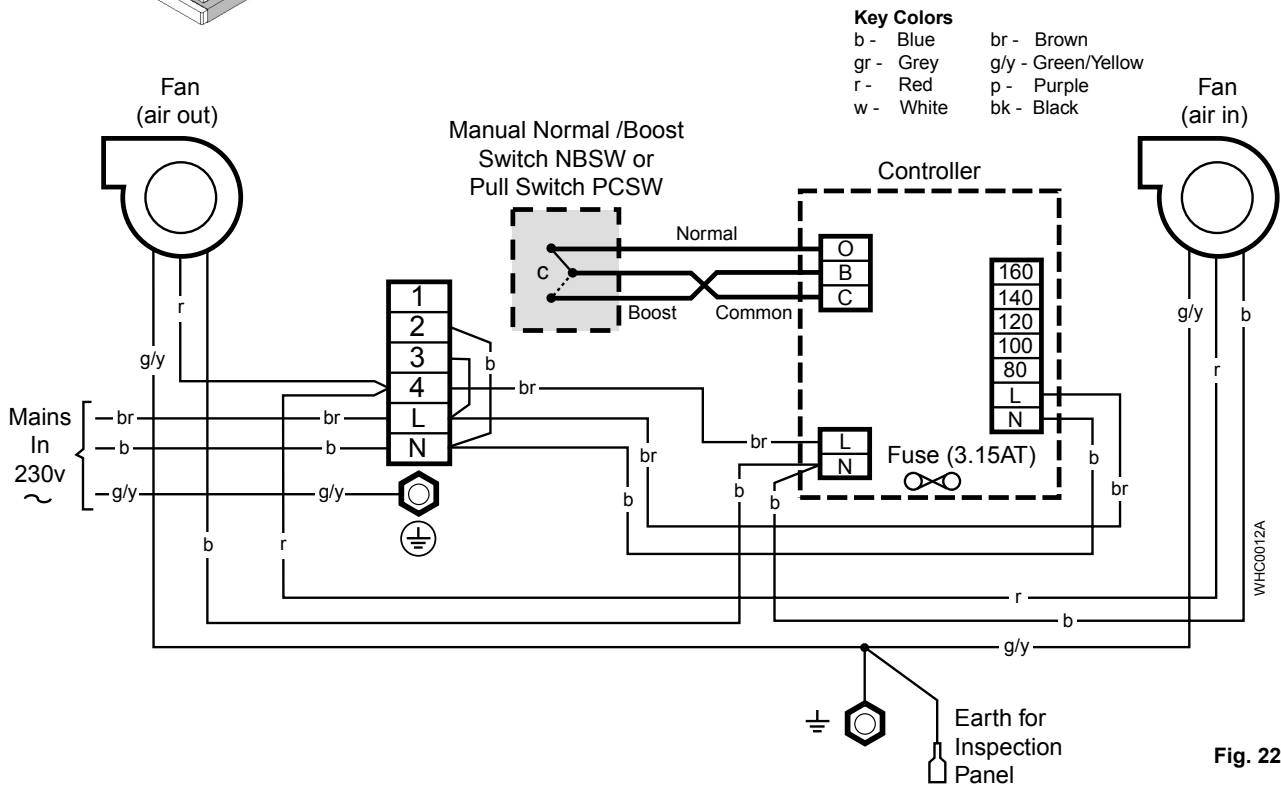 Key Colors
b - Blue br - Brown
gr - Grey g/y - Green/Yellow
r - Red p - Purple
w - White bk - Black
Fan
(air out)
Manual Normal /Boost
Switch NBSW or
Pull Switch PCSW
Controller
Fan
(air in)
Normal
c
Boost
Common
O
B
C
160
140
120
100
80
L
N
1
2
3
4
L
N
r
g/y
b
br
Mains
In
230v
br
br
b
b
g/y
g/y
br
L
N
Fuse (3.15AT)
br
b
b
b
b
br
g/y
b
r
b
r
r
b
g/y
WHC0012A
Earth for
Inspection
Panel
Fig. 22